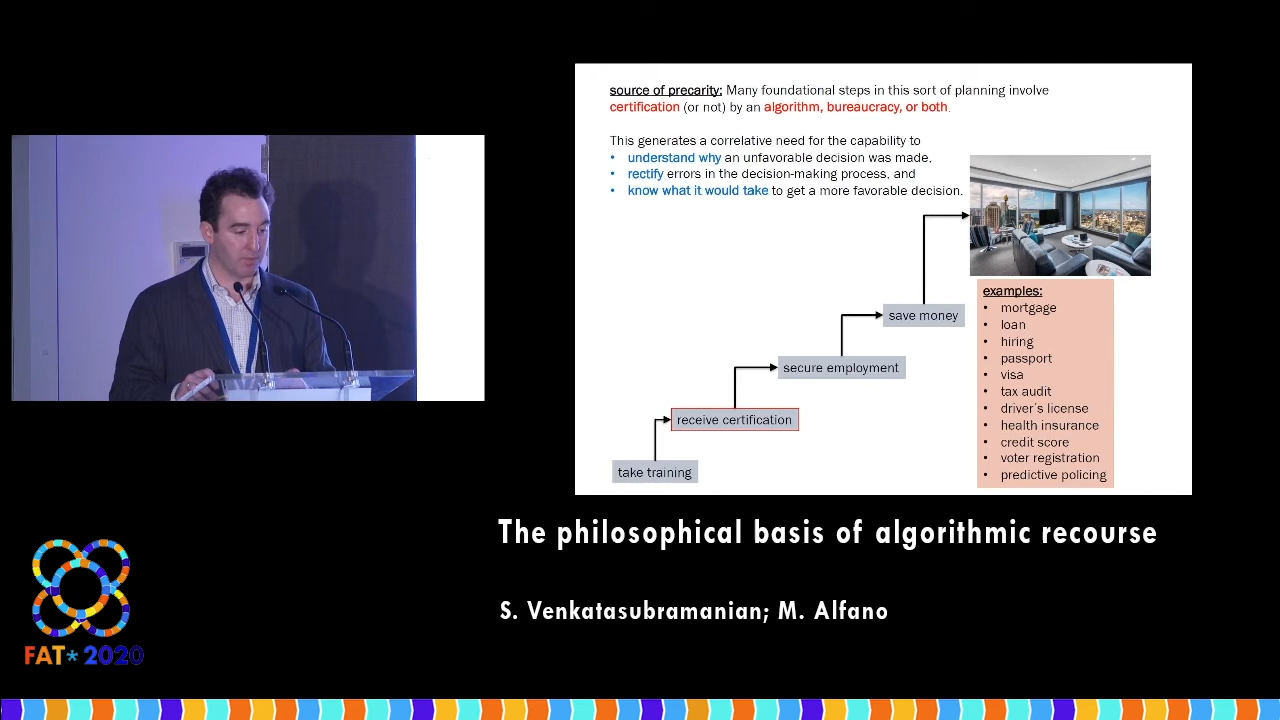 source of precarity: Many foundational steps in this sort of planning involve
certification (or not) by an algorithm, bureaucracy, or both.
This generates a correlative need for the capability to
• understand why an unfavorable decision was made,
• rectify errors in the decision-making process, and
• know what it would take to get a more favorable decision.
save money
secure employment
receive certification
take training
examples:
• mortgage
• loan
• hiring
• passport
• visa
• tax audit
• driver's license
• health insurance
• credit score
• voter registration
• predictive policing
The philosophical basis of algorithmic recourse
S. Venkatasubramanian; M. Alfano
FAT* 2020